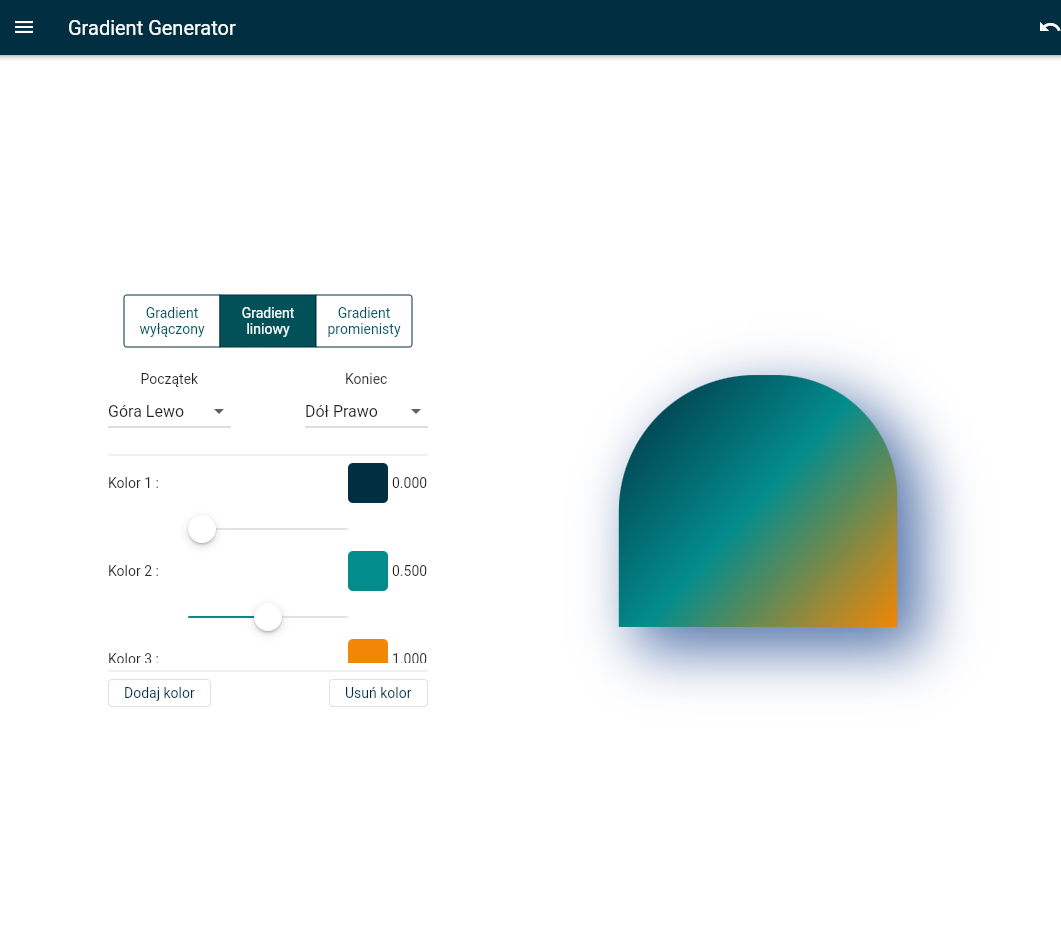 Gradient Generator
Gradient
wyłączony
Gradient
liniowy
Gradient
promienisty
Początek
Koniec
Góra Lewo
Dół Prawo
Kolor 1 :
0.000
Kolor 2 :
0.500
Kolor 3 :
1.000
Dodaj kolor
Usuń kolor